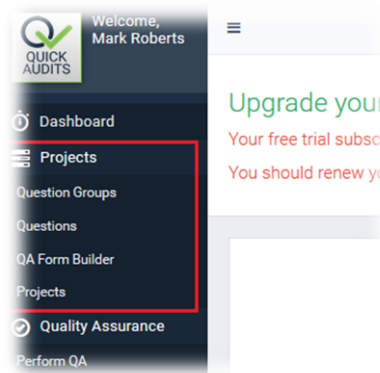 QUICK
AUDITS
Welcome,
Mark Roberts
Dashboard
Projects
Question Groups
Questions
QA Form Builder
Projects
Quality Assurance
Perform QA
Upgrade your
Your free trial subsc
You should renew yo